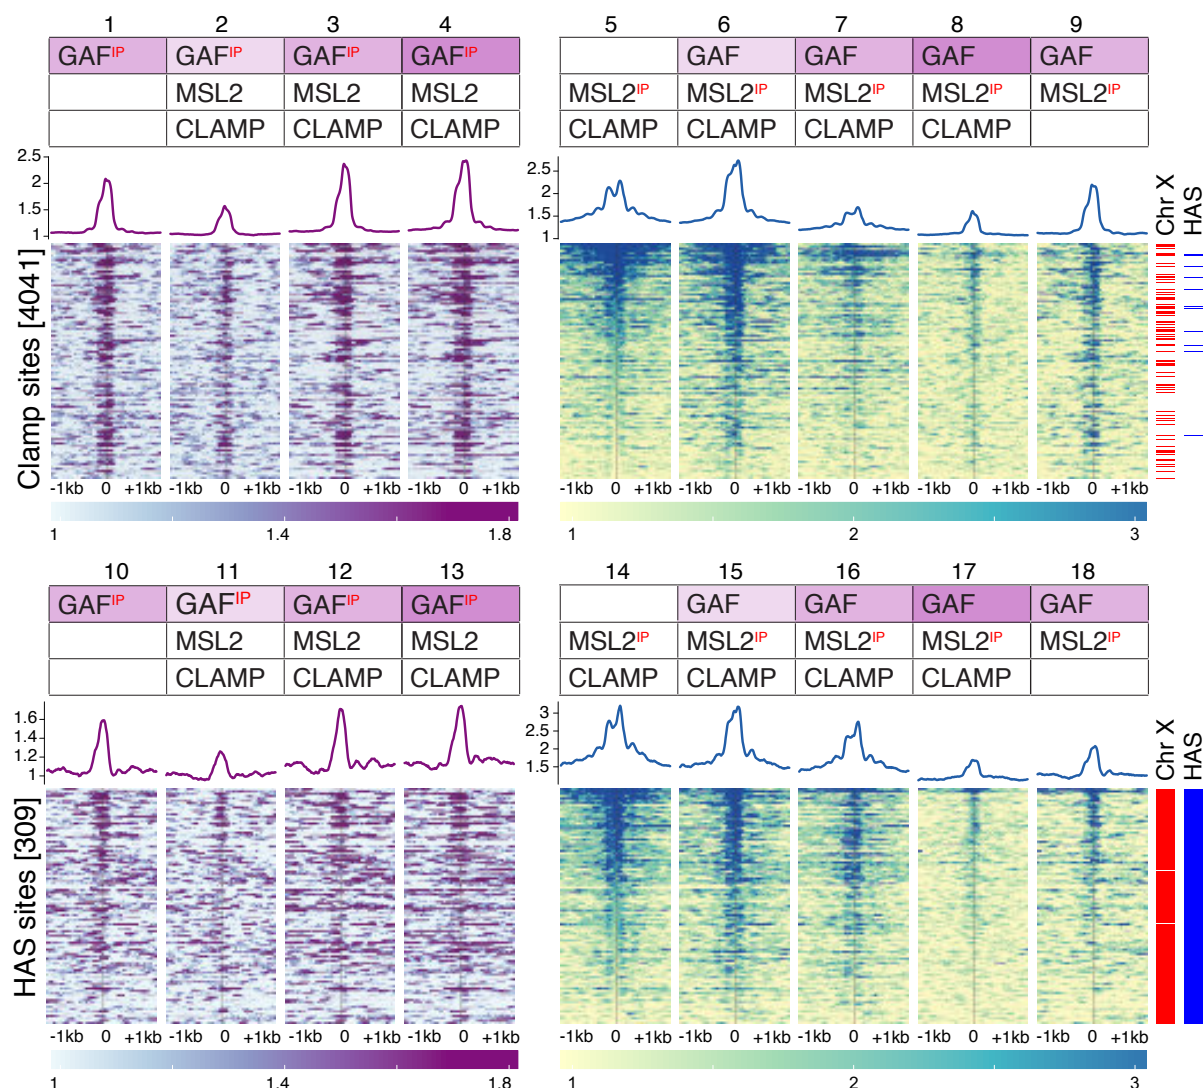 1 2 3 4 5 6 7 8 9
GAFIP GAFIP GAFIP GAFIP GAF GAF GAF GAF
MSL2 MSL2 MSL2 MSL2IP MSL2IP MSL2IP MSL2IP MSL2IP
CLAMP CLAMP CLAMP CLAMP CLAMP CLAMP CLAMP
2.5
2
1.5
1
2.5
2
1.5
1
Chr X
HAS
Clamp sites [4041]
-1kb 0 +1kb -1kb 0 +1kb -1kb 0 +1kb -1kb 0 +1kb -1kb 0 +1kb -1kb 0 +1kb -1kb 0 +1kb -1kb 0 +1kb -1kb 0 +1kb
1 1.4 1.8 1 2 3
10 11 12 13 14 15 16 17 18
GAFIP GAFIP GAFIP GAFIP GAF GAF GAF GAF
MSL2 MSL2 MSL2 MSL2IP MSL2IP MSL2IP MSL2IP MSL2IP
CLAMP CLAMP CLAMP CLAMP CLAMP CLAMP CLAMP
1.6
1.4
1.2
1
3
2.5
2
1.5
Chr X
HAS
HAS sites [309]
-1kb 0 +1kb -1kb 0 +1kb -1kb 0 +1kb -1kb 0 +1kb -1kb 0 +1kb -1kb 0 +1kb -1kb 0 +1kb -1kb 0 +1kb -1kb 0 +1kb
1 1.4 1.8 1 2 3